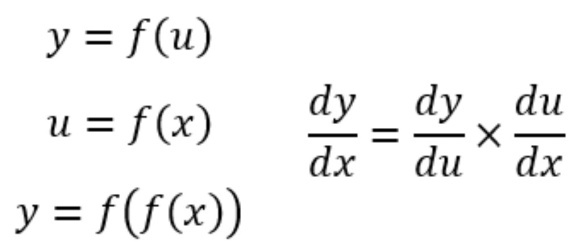 y = f(u)
u = f(x)
dy/dx = dy/du × du/dx
y = f(f(x))